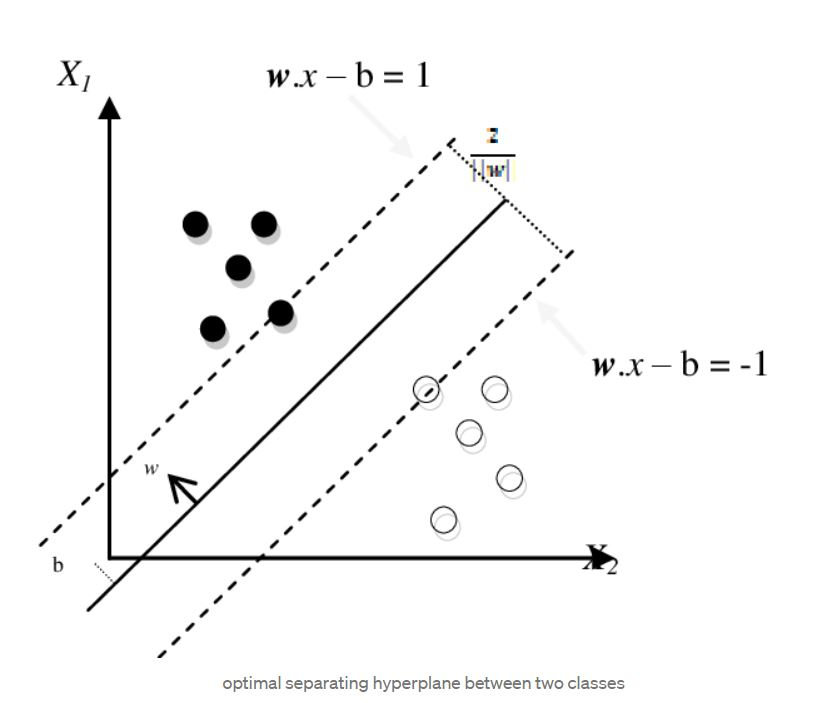 X1
w.x – b = 1
2
||w||
w.x – b = -1
w
b
X2
optimal separating hyperplane between two classes